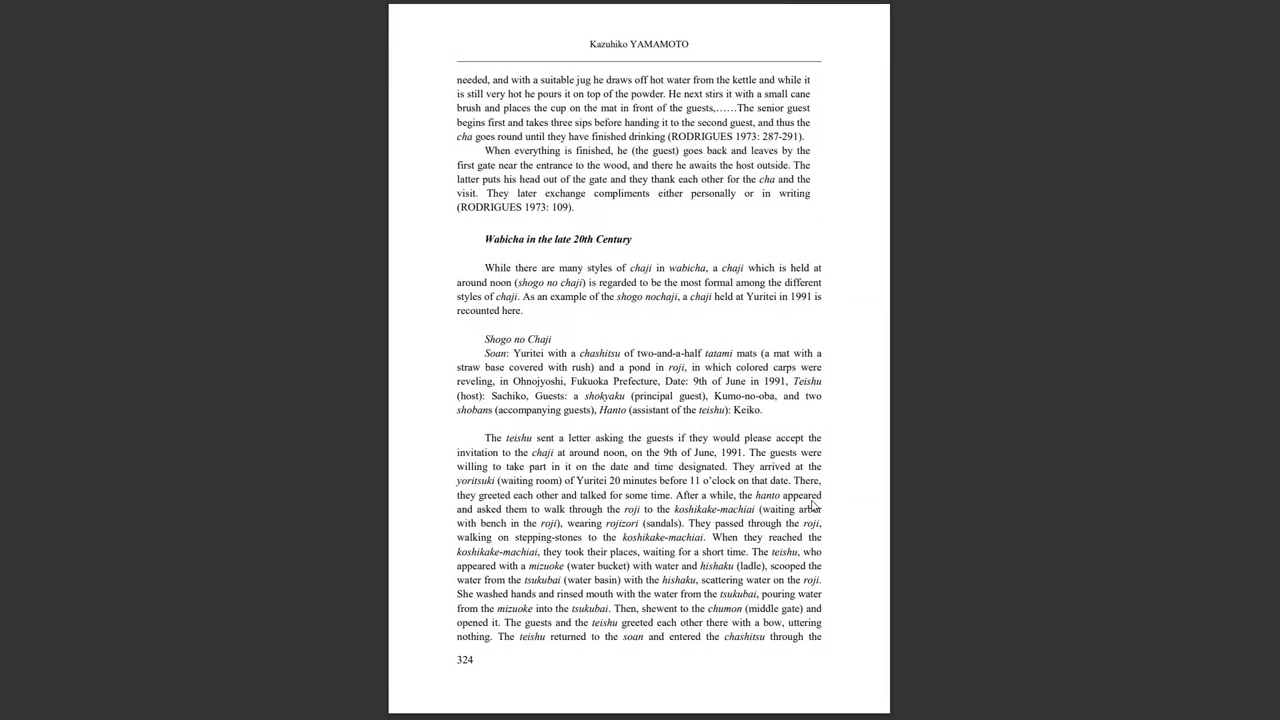 Kazuhiko YAMAMOTO
needed, and with a suitable jug he draws off hot water from the kettle and while it
is still very hot he pours it on top of the powder. He next stirs it with a small cane
brush and places the cup on the mat in front of the guests,……The senior guest
begins first and takes three sips before handing it to the second guest, and thus the
cha goes round until they have finished drinking (RODRIGUES 1973: 287-291).
When everything is finished, he (the guest) goes back and leaves by the
first gate near the entrance to the wood, and there he awaits the host outside. The
latter puts his head out of the gate and they thank each other for the cha and the
visit. They later exchange compliments either personally or in writing
(RODRIGUES 1973: 109).
Wabicha in the late 20th Century
While there are many styles of chaji in wabicha, a chaji which is held at
around noon (shogo no chaji) is regarded to be the most formal among the different
styles of chaji. As an example of the shogo nochaji, a chaji held at Yuritei in 1991 is
recounted here.
Shogo no Chaji
Soan: Yuritei with a chashitsu of two-and-a-half tatami mats (a mat with a
straw base covered with rush) and a pond in roji, in which colored carps were
reveling, in Ohnojyoshi, Fukuoka Prefecture, Date: 9th of June in 1991, Teishu
(host): Sachiko, Guests: a shokyaku (principal guest), Kumo-no-oba, and two
shobans (accompanying guests), Hanto (assistant of the teishu): Keiko.
The teishu sent a letter asking the guests if they would please accept the
invitation to the chaji at around noon, on the 9th of June, 1991. The guests were
willing to take part in it on the date and time designated. They arrived at the
yoritsuki (waiting room) of Yuritei 20 minutes before 11 o’clock on that date. There,
they greeted each other and talked for some time. After a while, the hanto appeared
and asked them to walk through the roji to the koshikake-machiai (waiting arbor
with bench in the roji), wearing rojizori (sandals). They passed through the roji,
walking on stepping-stones to the koshikake-machiai. When they reached the
koshikake-machiai, they took their places, waiting for a short time. The teishu, who
appeared with a mizuoke (water bucket) with water and hishaku (ladle), scooped the
water from the tsukubai (water basin) with the hishaku, scattering water on the roji.
She washed hands and rinsed mouth with the water from the tsukubai, pouring water
from the mizuoke into the tsukubai. Then, shewent to the chumon (middle gate) and
opened it. The guests and the teishu greeted each other there with a bow, uttering
nothing. The teishu returned to the soan and entered the chashitsu through the
324